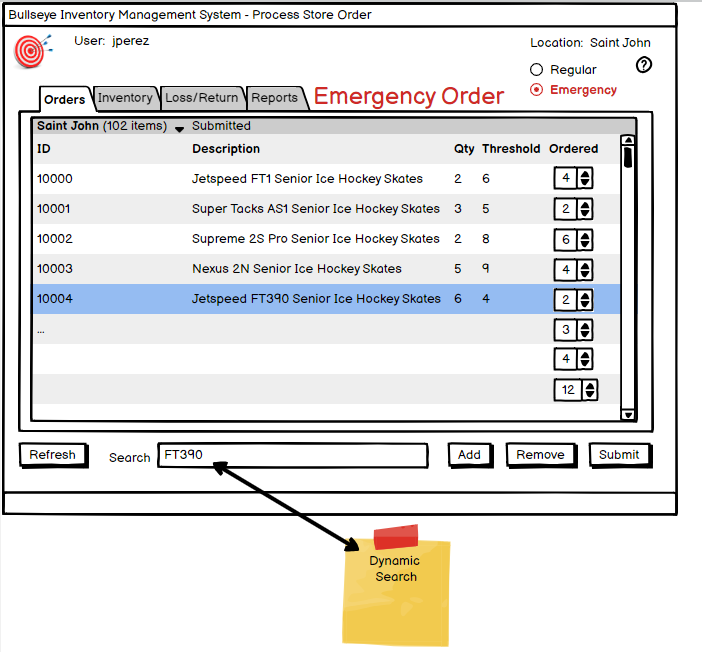 Bullseye Inventory Management System - Process Store Order
User: jperez
Location: Saint John
Regular
?
Emergency
Orders Inventory Loss/Return Reports Emergency Order
Saint John (102 items) Submitted
ID Description Qty Threshold Ordered
10000 Jetspeed FT1 Senior Ice Hockey Skates 2 6 4
10001 Super Tacks AS1 Senior Ice Hockey Skates 3 5 2
10002 Supreme 2S Pro Senior Ice Hockey Skates 2 8 6
10003 Nexus 2N Senior Ice Hockey Skates 5 9 4
10004 Jetspeed FT390 Senior Ice Hockey Skates 6 4 2
... 3
4
12
Refresh Search FT390 Add Remove Submit
Dynamic
Search